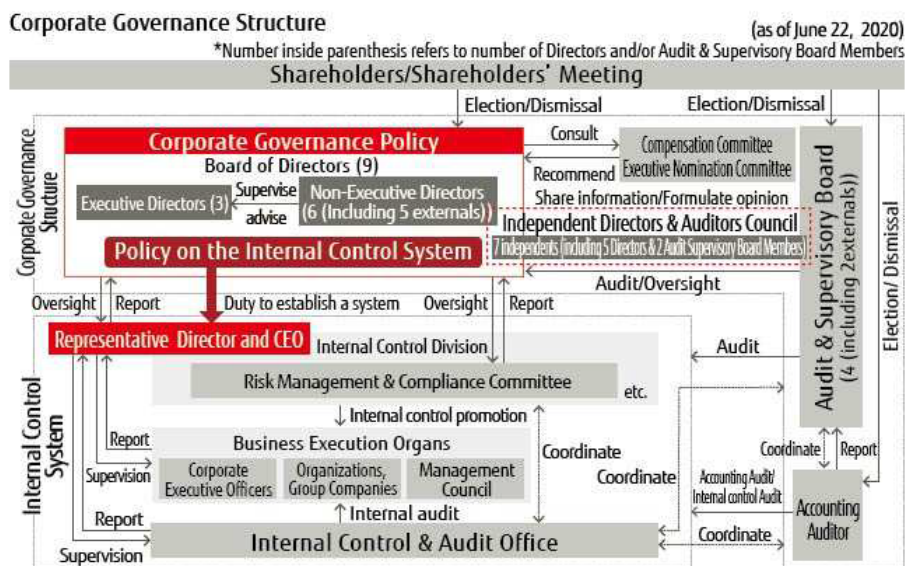 Corporate Governance Structure
(as of June 22, 2020)
*Number inside parenthesis refers to number of Directors and/or Audit & Supervisory Board Members
Shareholders/Shareholders' Meeting
Election/Dismissal
Election/Dismissal
Corporate Governance
Structure
Corporate Governance Policy
Board of Directors (9)
Executive Directors (3)
Supervise
advise
Non-Executive Directors
(6 (Including 5 externals))
Consult
Recommend
Compensation Committee
Executive Nomination Committee
Share information/Formulate opinion
Independent Directors & Auditors Council
7 independents (including 5 Directors & 2 Audit Supervisory Board Members)
Policy on the Internal Control System
Audit & Supervisory Board
(4 (including 2externals))
Election/ Dismissal
Audit/Oversight
Oversight
Report
Duty to establish a system
Oversight
Report
Representative Director and CEO
Internal Control Division
Audit
Risk Management & Compliance Committee
etc.
Internal Control
System
Internal control promotion
Business Execution Organs
Report
Supervision
Corporate
Executive Officers
Organizations,
Group Companies
Management
Council
Coordinate
Coordinate
Coordinate
Report
Accounting Audit/
Internal control Audit
Accounting
Auditor
Internal audit
Report
Supervision
Internal Control & Audit Office
Coordinate